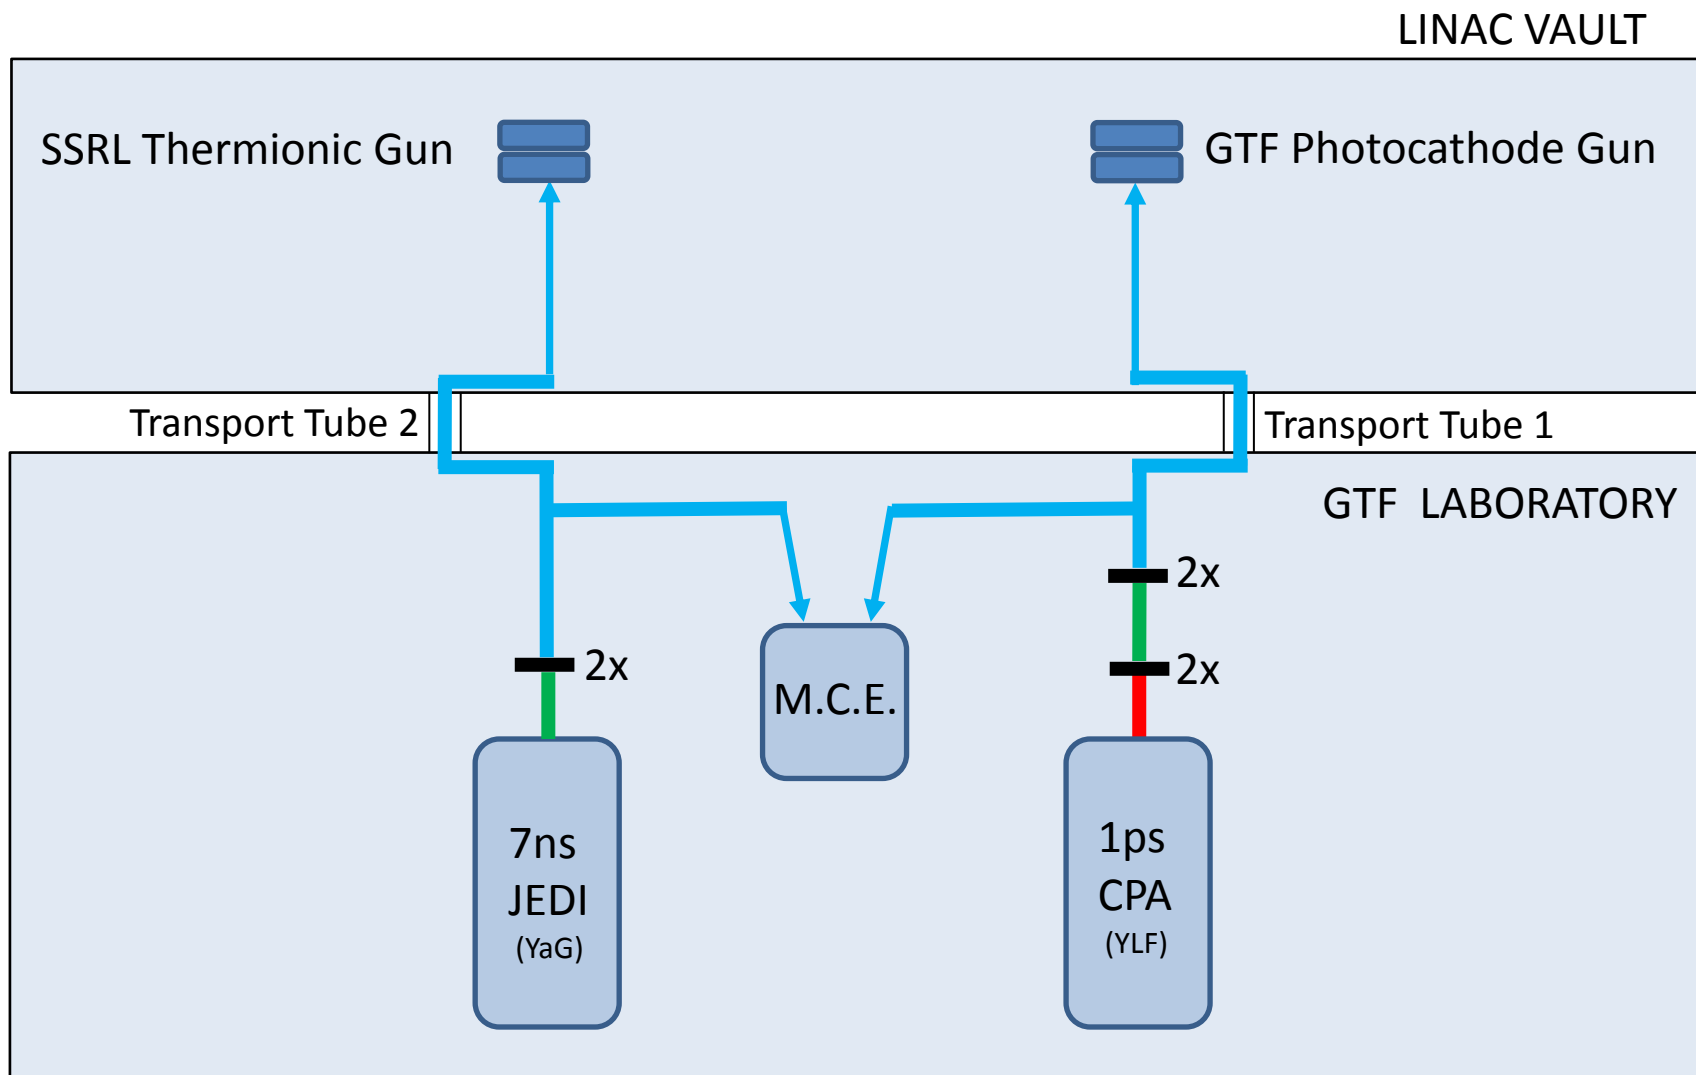 LINAC VAULT
SSRL Thermionic Gun
GTF Photocathode Gun
Transport Tube 2
Transport Tube 1
GTF LABORATORY
2x
2x
2x
M.C.E.
7ns
JEDI
(YaG)
1ps
CPA
(YLF)